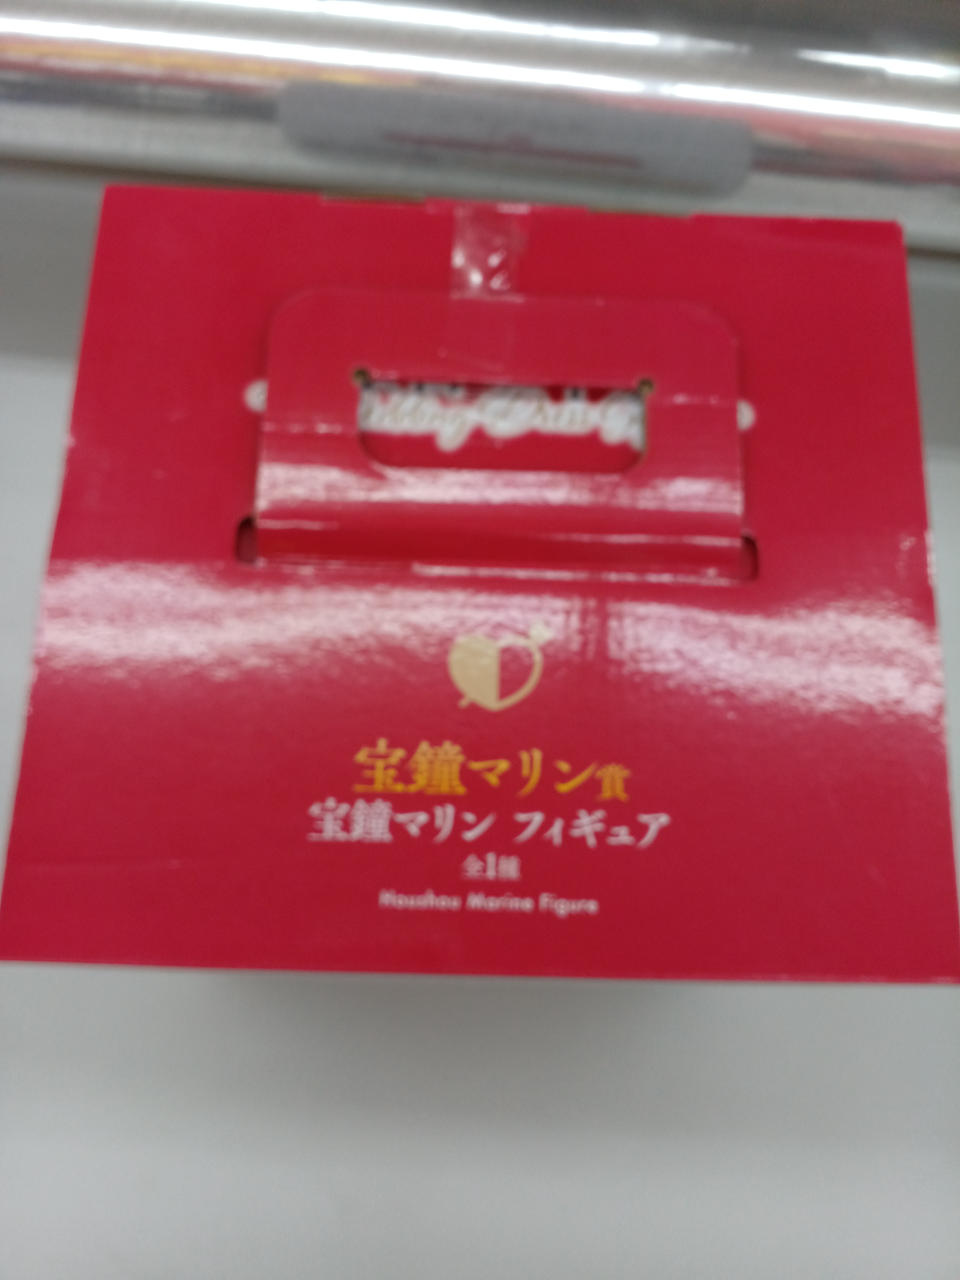 宝鐘マリン賞
宝鐘マリン フィギュア
全1種
Houshou Marine Figure